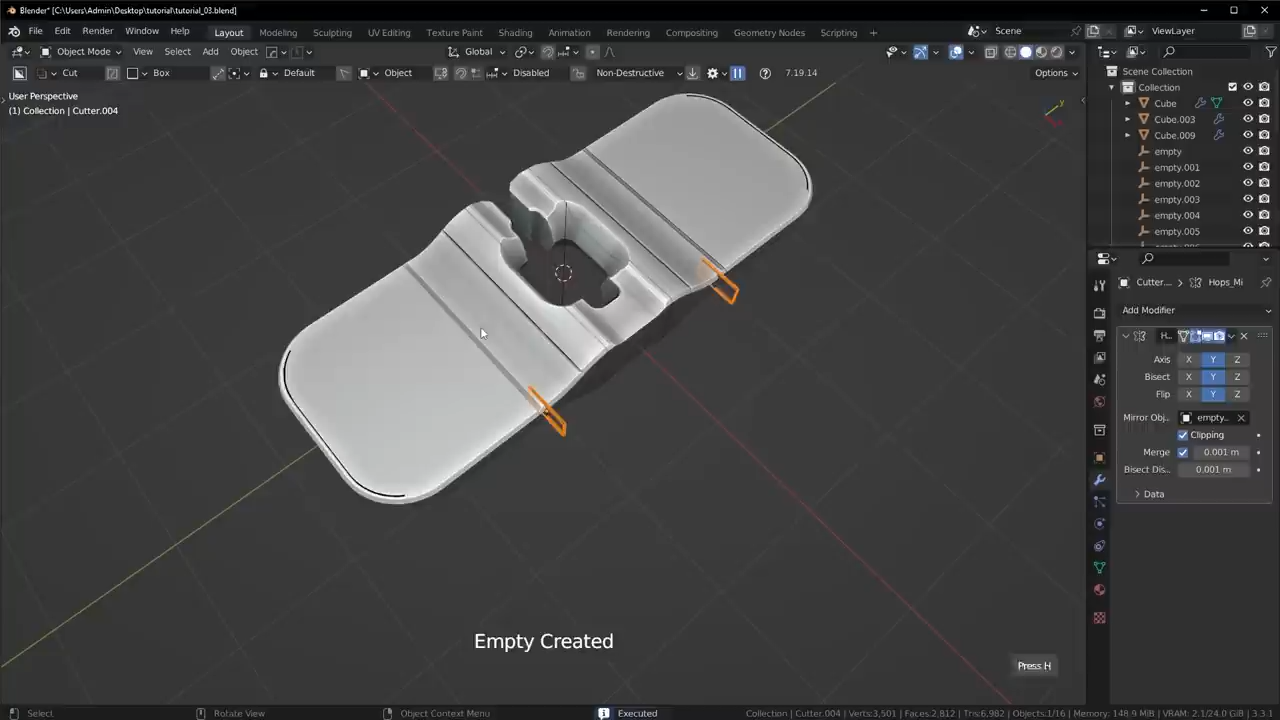 Blender* [C:\Users\Admin\Desktop\tutorial\tutorial_03.blend]
File Edit Render Window Help Layout Modeling Sculpting UV Editing Texture Paint Shading Animation Rendering Compositing Geometry Nodes Scripting + Scene ViewLayer
Object Mode View Select Add Object Global
Cut Box Default Object Disabled Non-Destructive 7.19.14 Options
User Perspective
(1) Collection | Cutter.004
Y
Scene Collection
Collection
Cube
Cube.003
Cube.009
empty
empty.001
empty.002
empty.003
empty.004
empty.005
Cutter.... Hops_Mi
Add Modifier
H...
Axis X Y Z
Bisect X Y Z
Flip X Y Z
Mirror Obj.. empty..
Clipping
Merge 0.001 m
Bisect Dis... 0.001 m
Data
Empty Created
Press H
Select Rotate View Object Context Menu Executed Collection | Cutter.004 | Verts:3,501 | Faces:2,812 | Tris:6,982 | Objects:1/16 | Memory: 148.9 MiB | VRAM: 2.1/24.0 GiB | 3.3.1